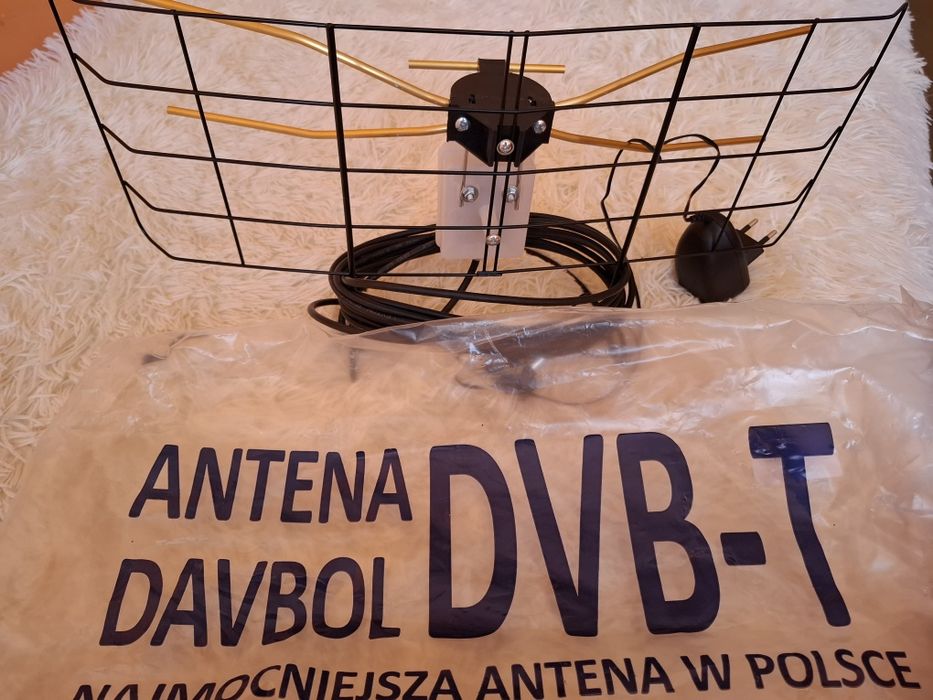 ANTENA
DAVBOL
DVB-T
NAJMOCNIEJSZA ANTENA W POLSCE